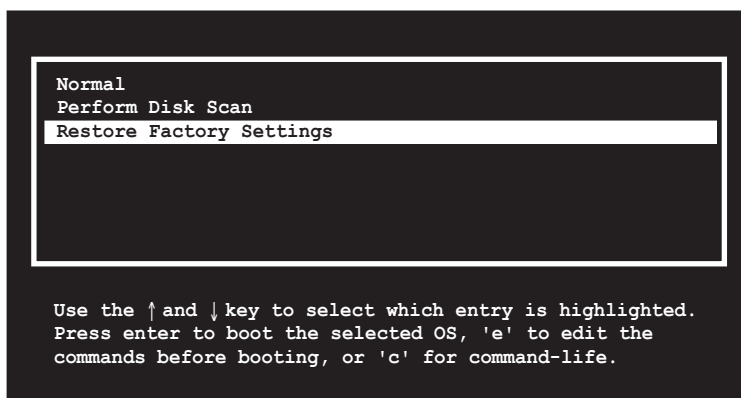 Normal
Perform Disk Scan
Restore Factory Settings
Use the ↑ and ↓ key to select which entry is highlighted.
Press enter to boot the selected OS, 'e' to edit the
commands before booting, or 'c' for command-life.